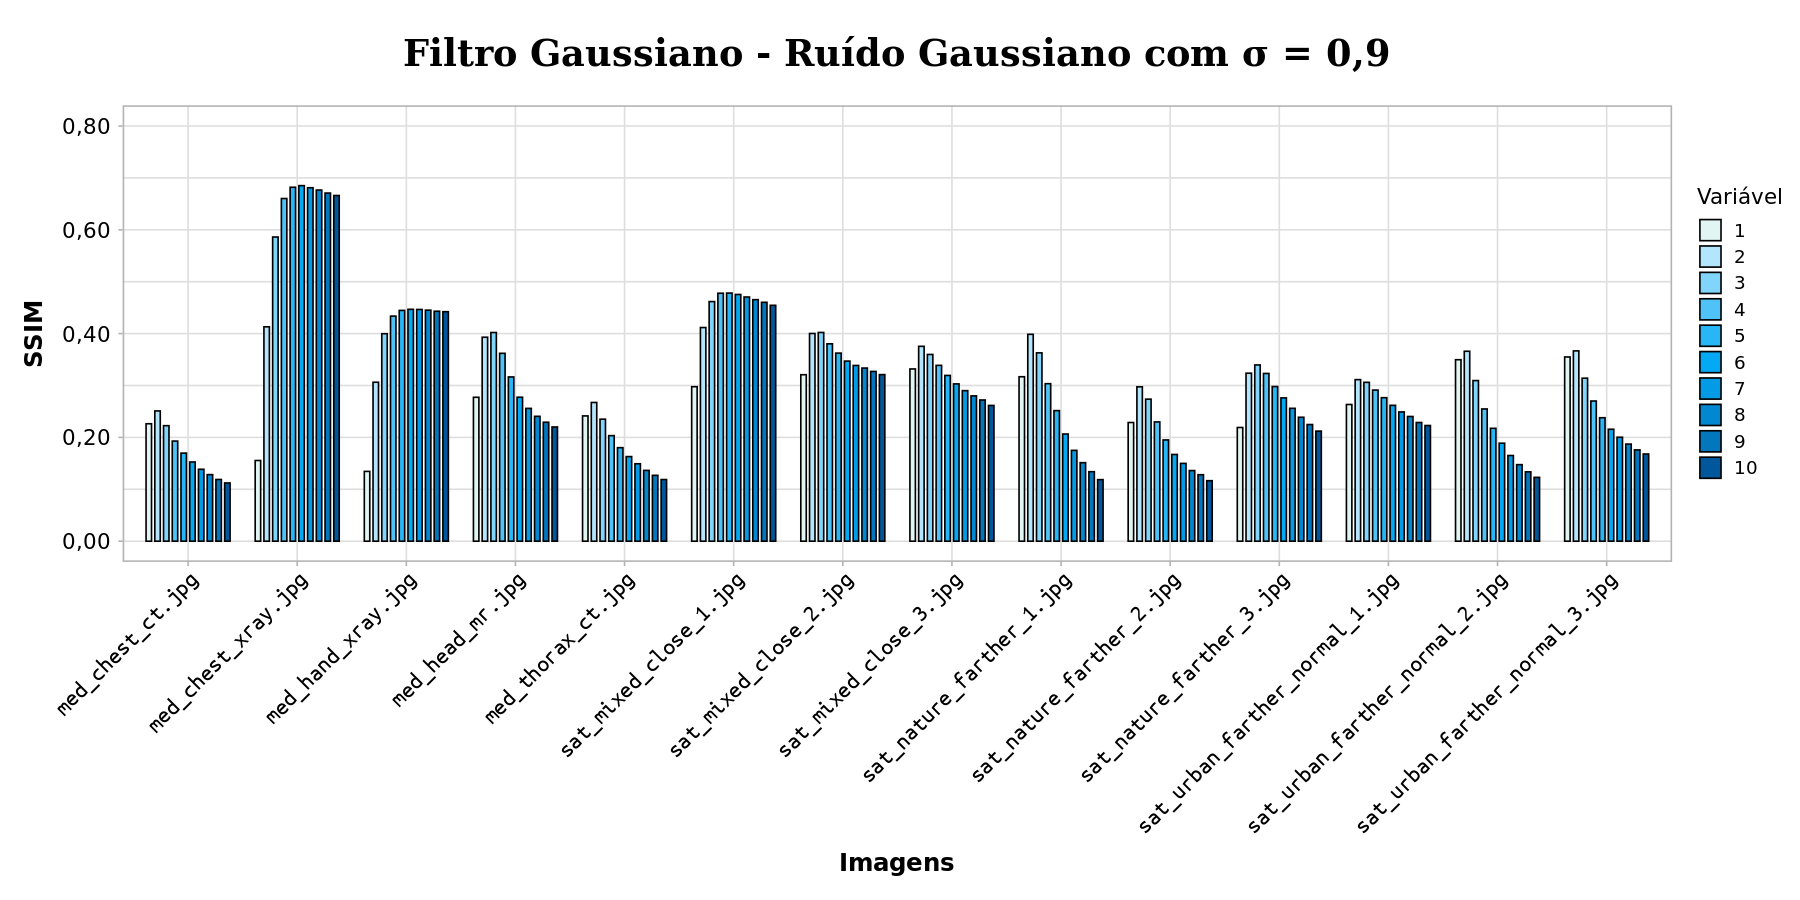 Filtro Gaussiano - Ruído Gaussiano com σ = 0,9
SSIM
0,80
0,60
0,40
0,20
0,00
med_chest_ct.jpg
med_chest_xray.jpg
med_hand_xray.jpg
med_head_mr.jpg
med_thorax_ct.jpg
sat_mixed_close_1.jpg
sat_mixed_close_2.jpg
sat_mixed_close_3.jpg
sat_nature_farther_1.jpg
sat_nature_farther_2.jpg
sat_nature_farther_3.jpg
sat_urban_farther_normal_1.jpg
sat_urban_farther_normal_2.jpg
sat_urban_farther_normal_3.jpg
Imagens
Variável
1
2
3
4
5
6
7
8
9
10